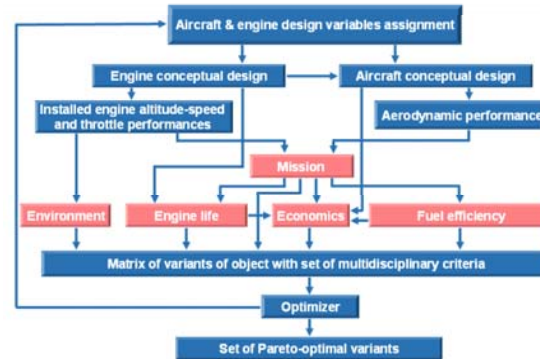 Aircraft & engine design variables assignment
Engine conceptual design
Aircraft conceptual design
Installed engine altitude-speed
and throttle performances
Aerodynamic performance
Mission
Environment
Engine life
Economics
Fuel efficiency
Matrix of variants of object with set of multidisciplinary criteria
Optimizer
Set of Pareto-optimal variants